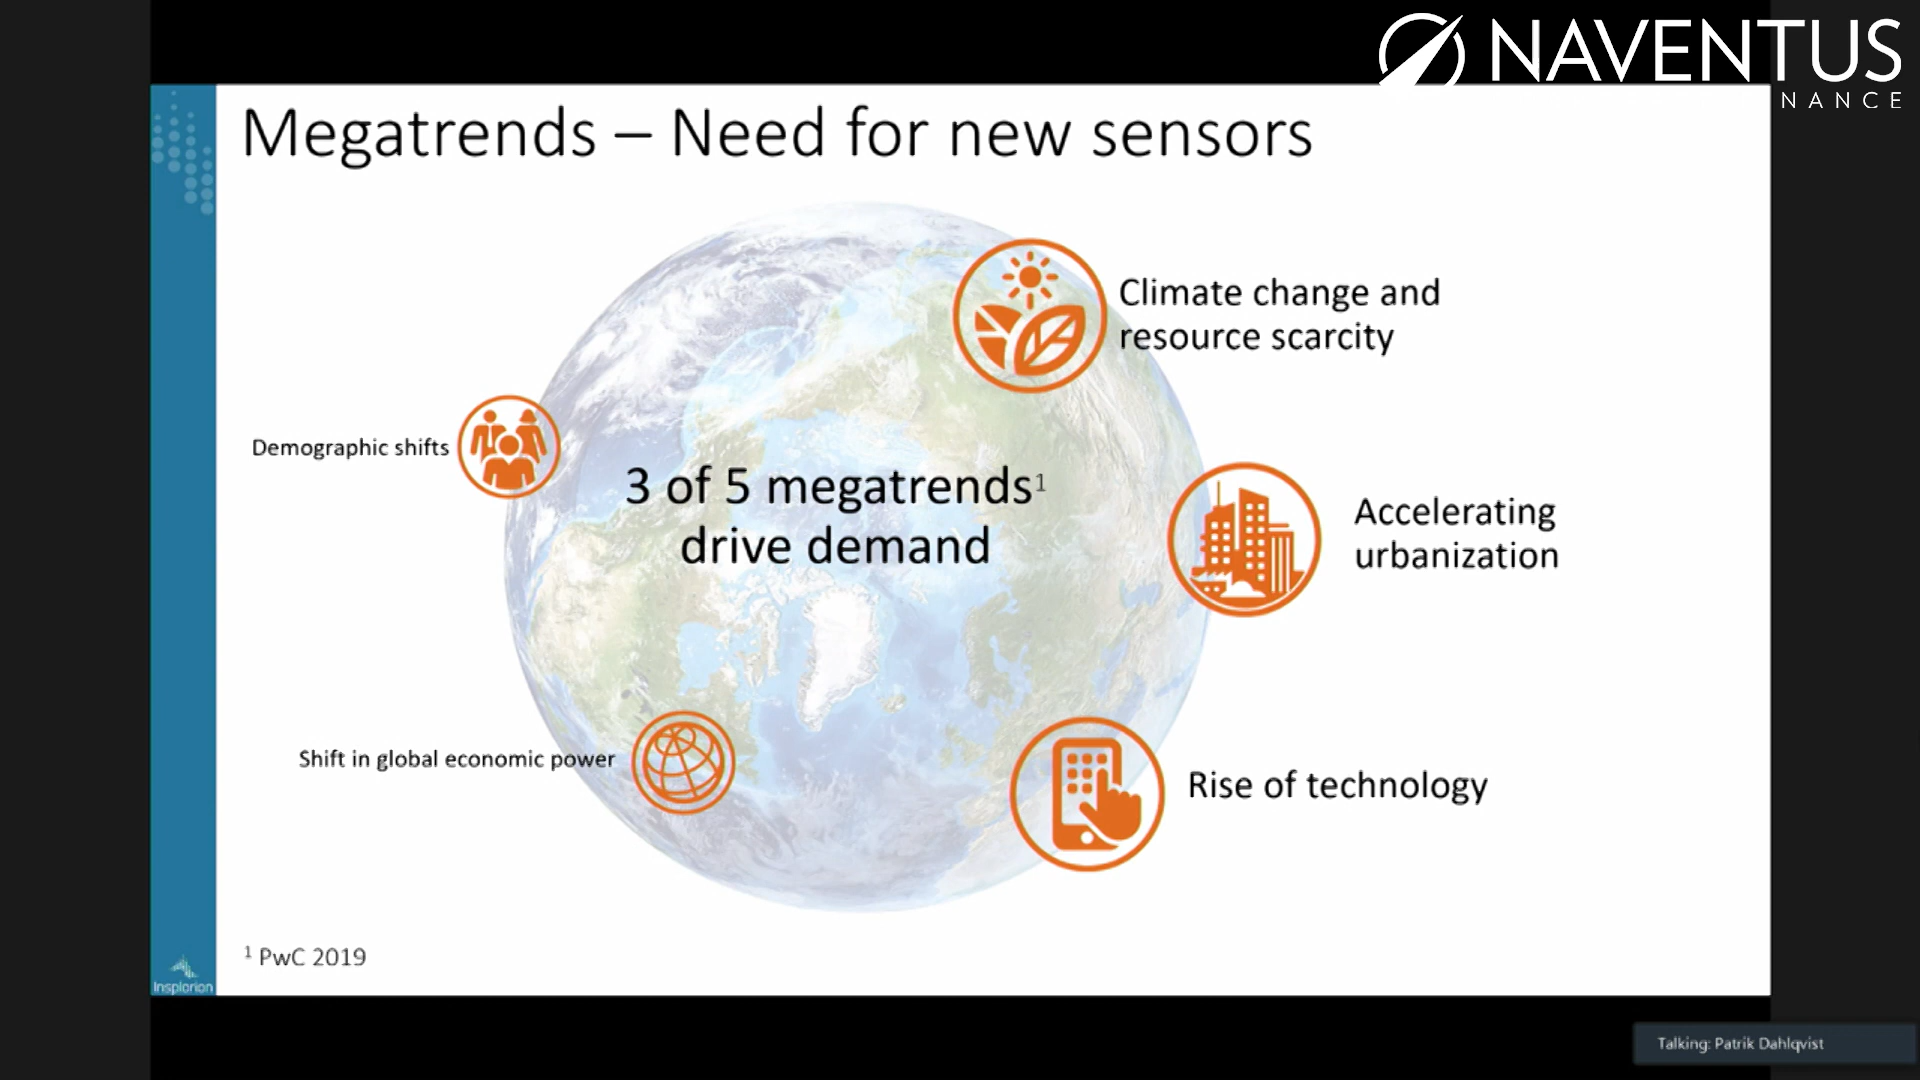 NAVENTUS
NANCE
Megatrends – Need for new sensors
Climate change and
resource scarcity
Demographic shifts
3 of 5 megatrends¹
drive demand
Accelerating
urbanization
Shift in global economic power
Rise of technology
¹ PwC 2019
Insplorion
Talking: Patrik Dahlqvist